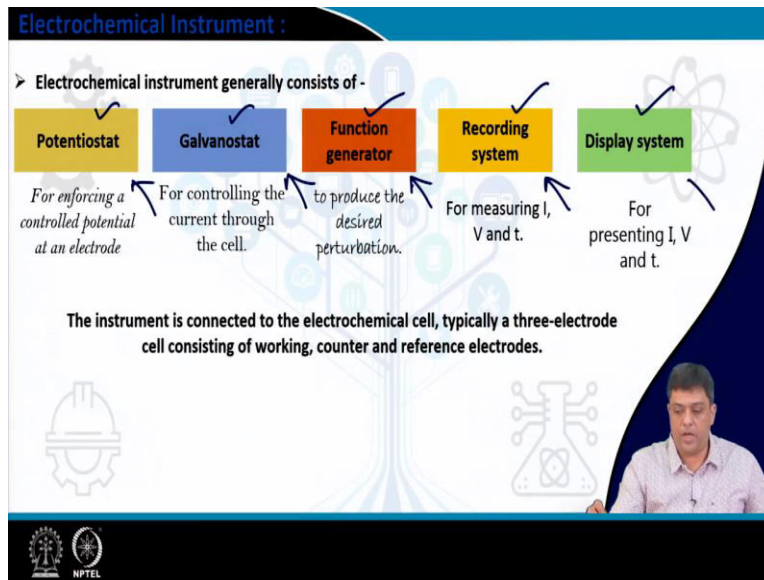 Electrochemical Instrument :
➢ Electrochemical instrument generally consists of -
Potentiostat
For enforcing a
controlled potential
at an electrode
Galvanostat
For controlling the
current through
the cell.
Function
generator
to produce the
desired
perturbation.
Recording
system
For measuring I,
V and t.
Display system
For
presenting I, V
and t.
The instrument is connected to the electrochemical cell, typically a three-electrode
cell consisting of working, counter and reference electrodes.
NPTEL